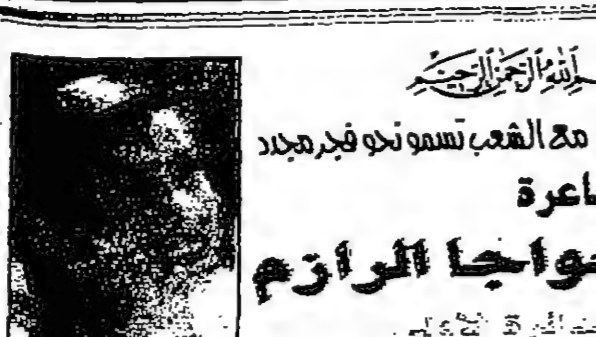 الله الرحمن الرحيم
مع الشعب تسمو نحو فجر مجدد
اعرة
واجا الرازم